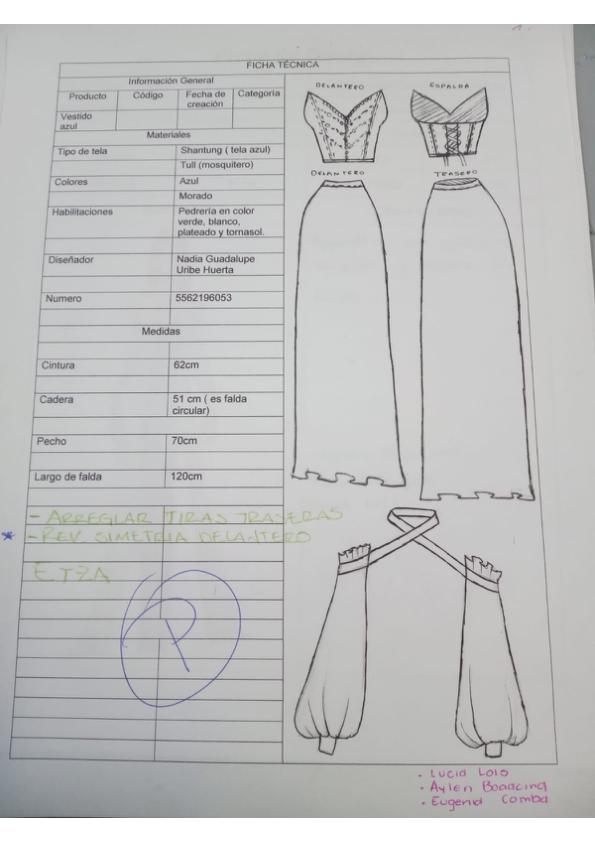 FICHA TÉCNICA
Información General
Producto Código Fecha de creación Categoría
Vestido azul
Materiales
Tipo de tela Shantung ( tela azul)
Tull (mosquitero)
Colores Azul
Morado
Habilitaciones Pedrería en color verde, blanco, plateado y tornasol.
Diseñador Nadia Guadalupe Uribe Huerta
Numero 5562196053
Medidas
Cintura 62cm
Cadera 51 cm ( es falda circular)
Pecho 70cm
Largo de falda 120cm
- ARREGLAR TIRAS TRASERAS
* - REV. SIMETRIA DELANTERO
ETZA
P
DELANTERO ESPALDA
DELANTERO TRASERO
• Lucia Lolo
• Aylen
• Eugenia Comba